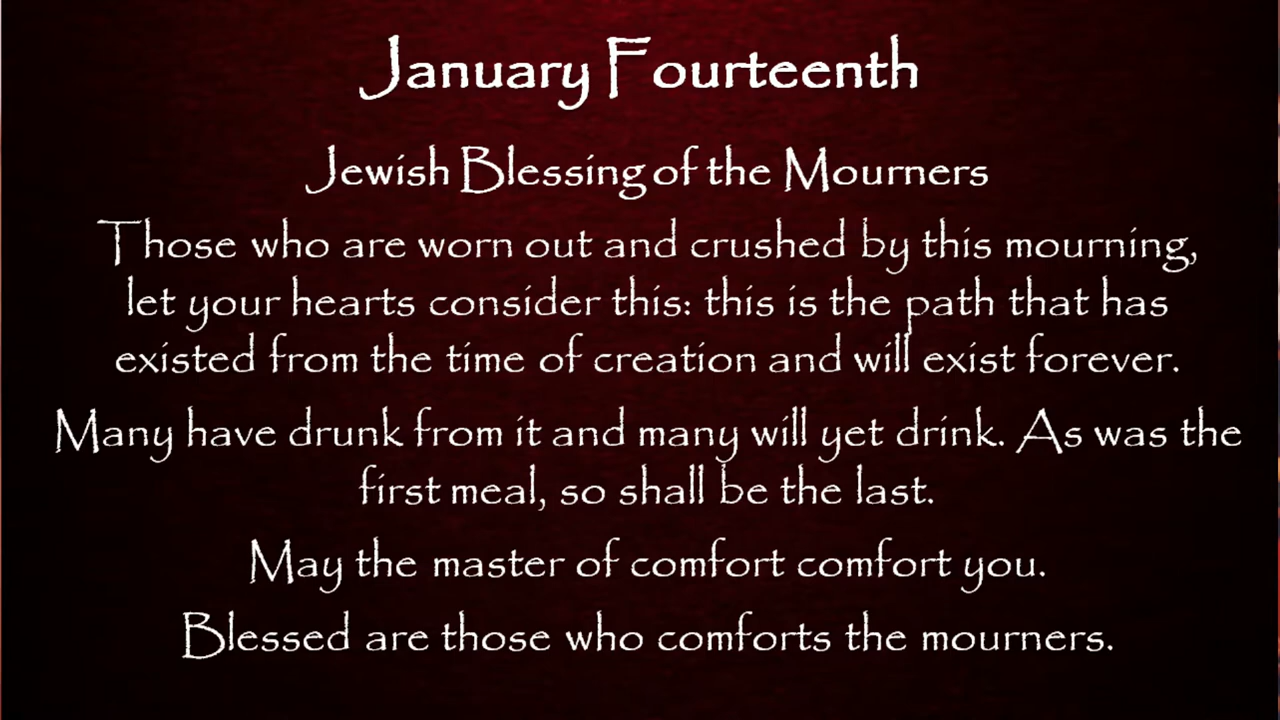 January Fourteenth
Jewish Blessing of the Mourners
Those who are worn out and crushed by this mourning,
let your hearts consider this: this is the path that has
existed from the time of creation and will exist forever.
Many have drunk from it and many will yet drink. As was the
first meal, so shall be the last.
May the master of comfort comfort you.
Blessed are those who comforts the mourners.